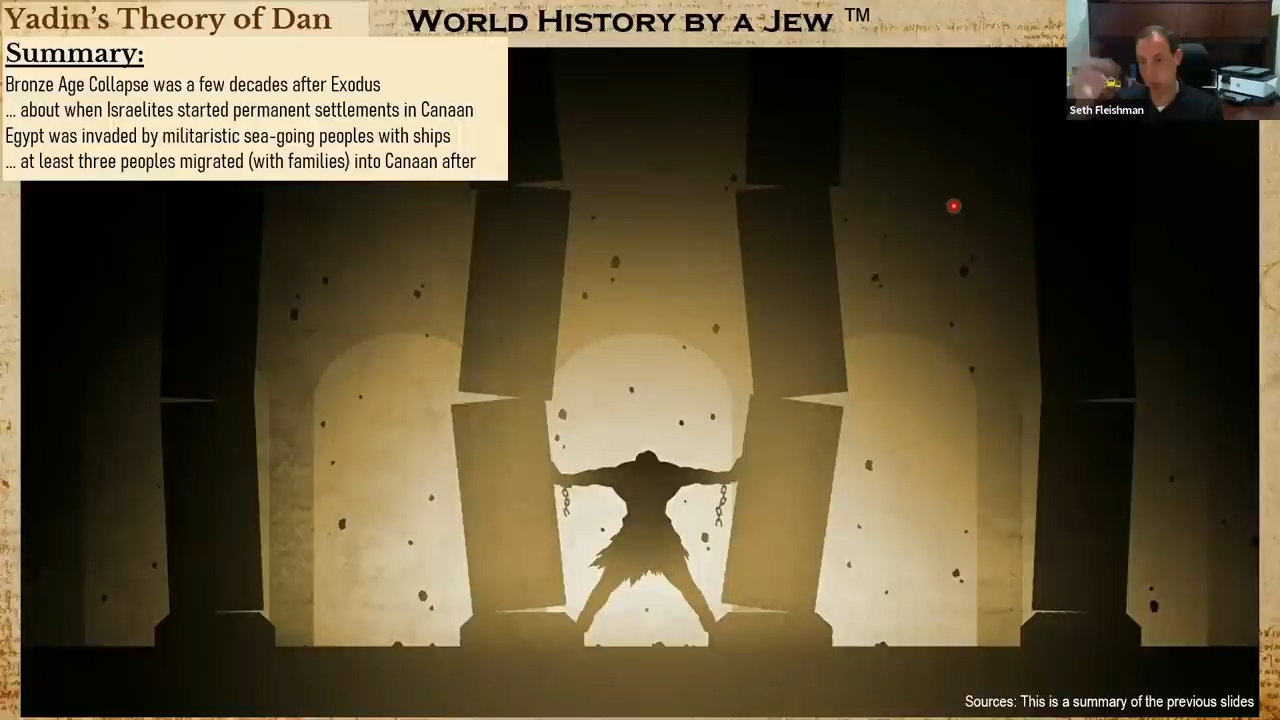 Yadin's Theory of Dan
World History by a Jew ™
Summary:
Bronze Age Collapse was a few decades after Exodus
... about when Israelites started permanent settlements in Canaan
Egypt was invaded by militaristic sea-going peoples with ships
... at least three peoples migrated (with families) into Canaan after
Seth Fleishman
Sources: This is a summary of the previous slides